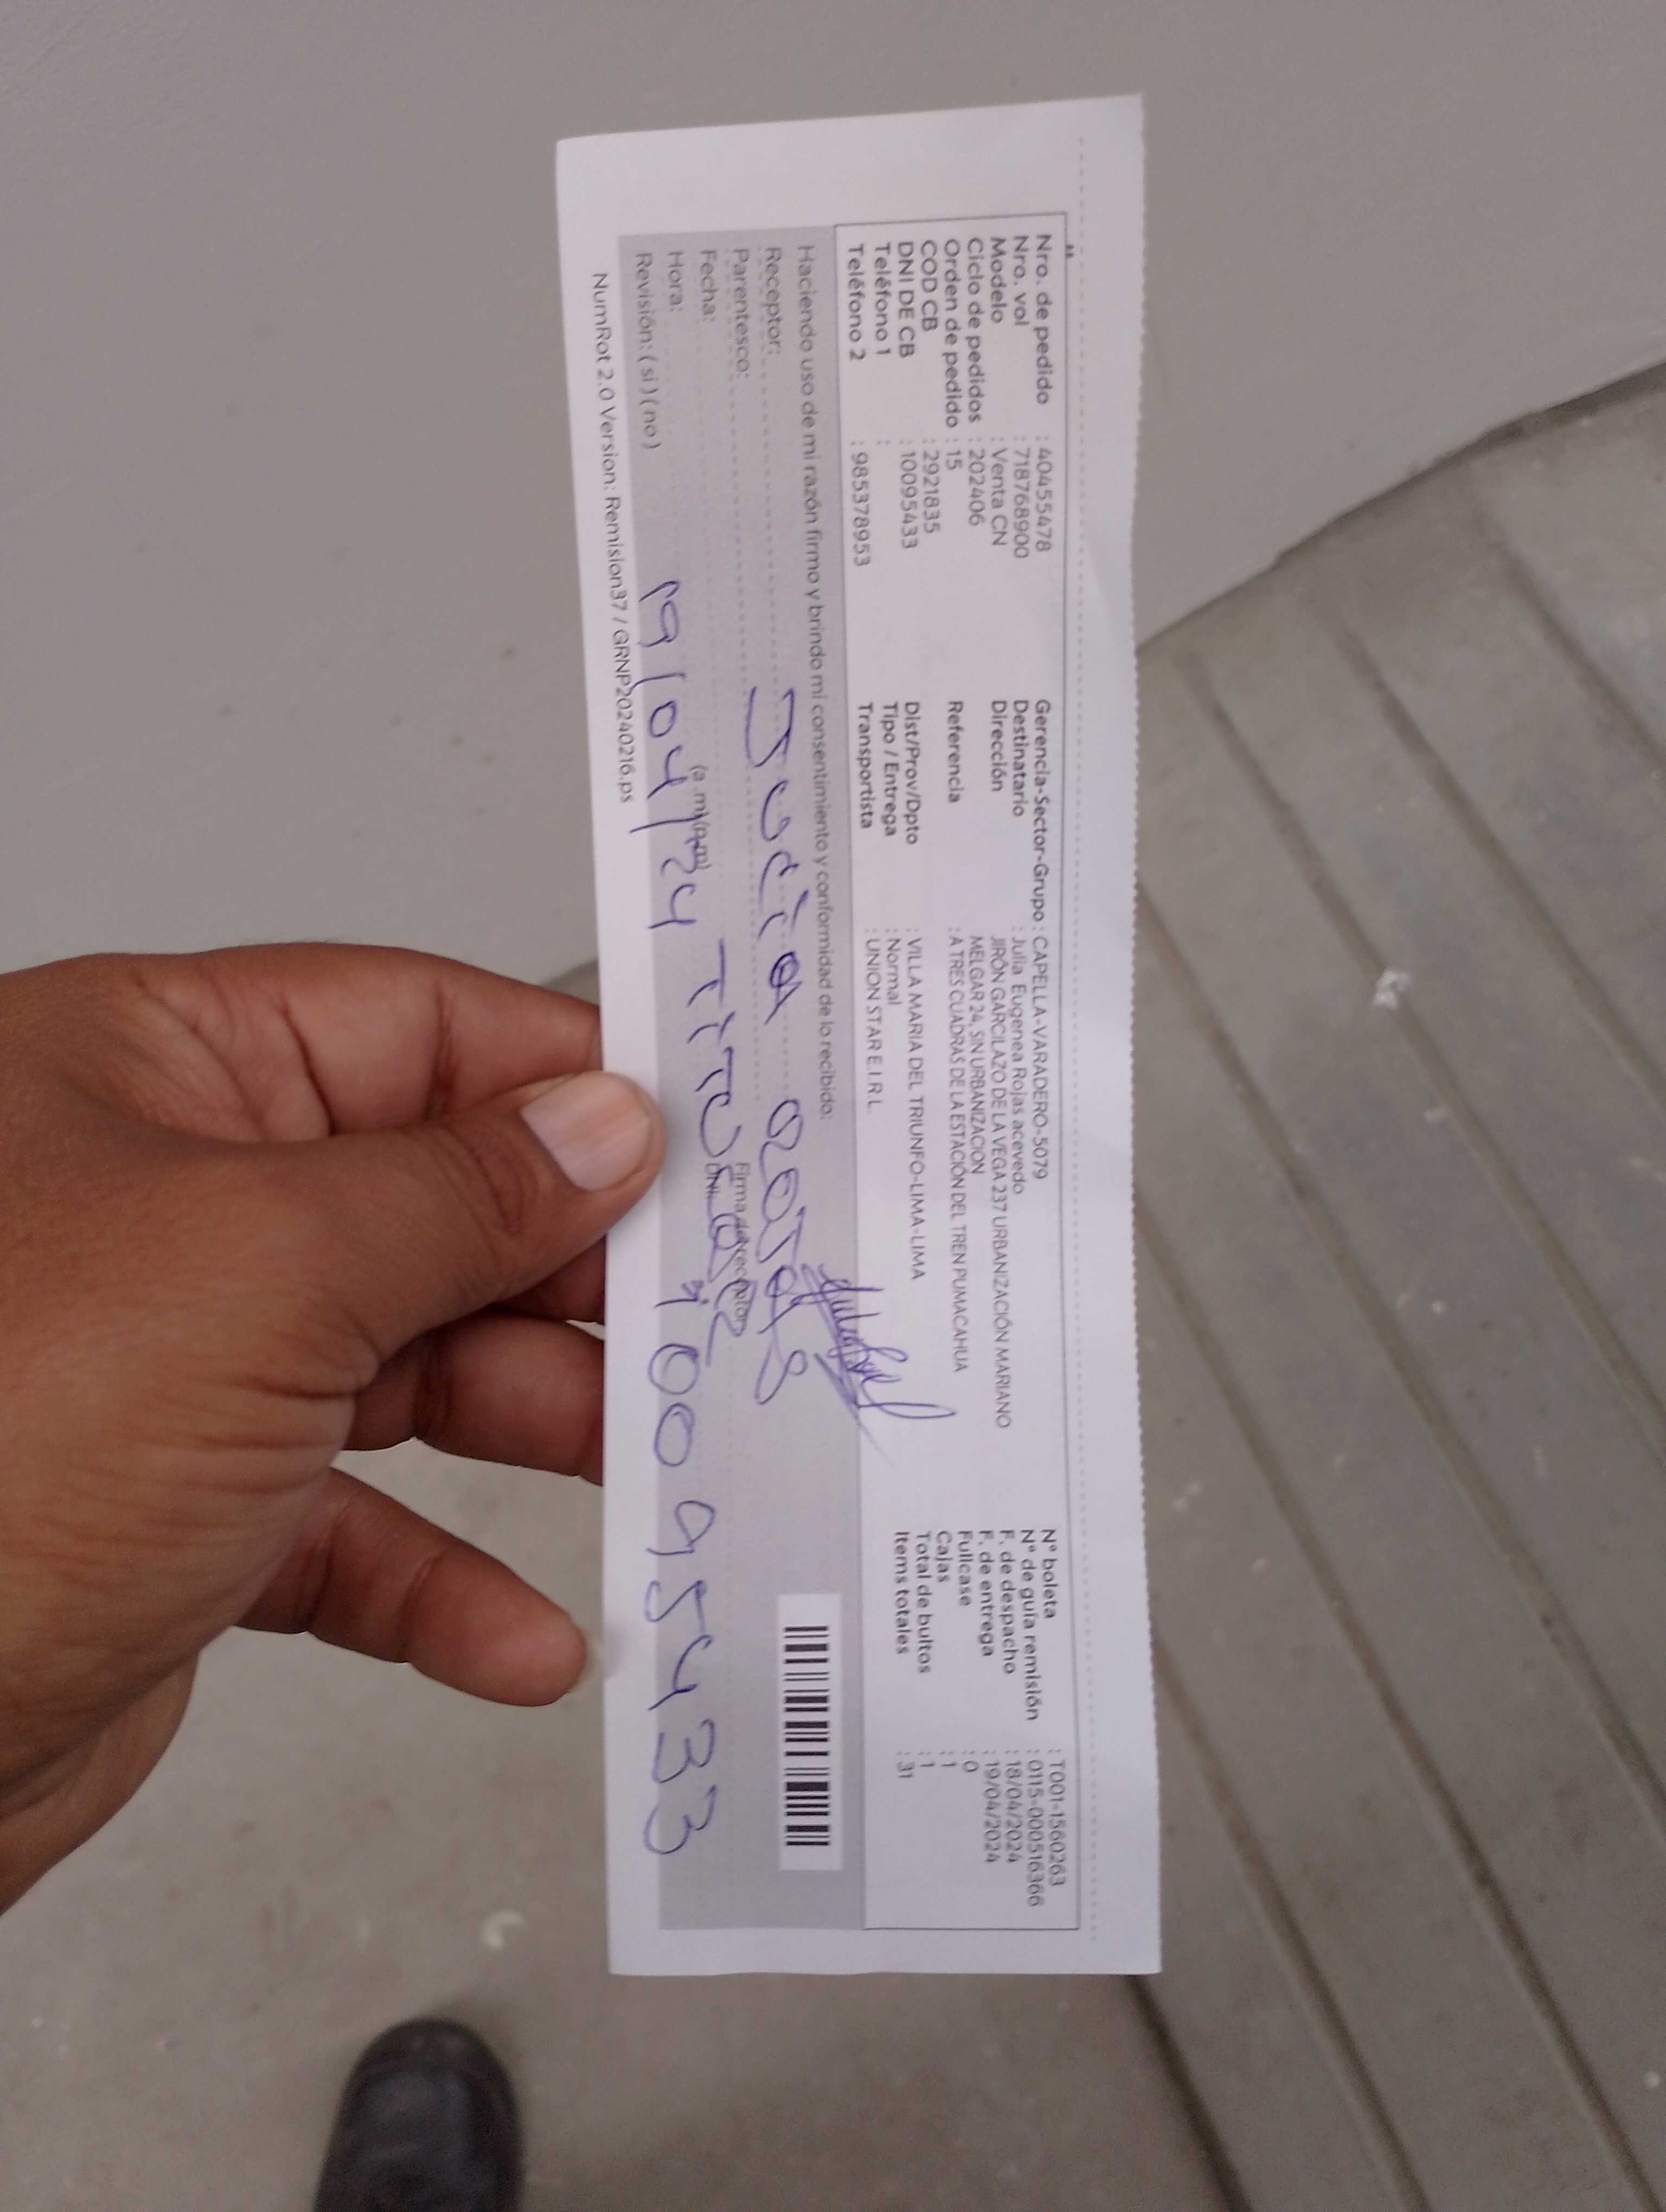 Nro. de pedido : 40455478
Nro. vol : 718768900
Modelo : Venta CN
Ciclo de pedidos : 202406
Orden de pedido : 15
COD CB : 2921835
DNI DE CB : 10095433
Teléfono 1 :
Teléfono 2 : 985378953
Gerencia-Sector-Grupo : CAPELLA-VARADERO-5079
Destinatario : Julia Eugenea Rojas acevedo
Dirección : JIRÓN GARCILAZO DE LA VEGA 237 URBANIZACIÓN MARIANO
MELGAR 24, SIN URBANIZACION
Referencia : A TRES CUADRAS DE LA ESTACIÓN DEL TREN PUMACAHUA
Dist/Prov/Dpto : VILLA MARIA DEL TRIUNFO-LIMA-LIMA
Tipo / Entrega : Normal
Transportista : UNION STAR E.I.R.L
N° boleta : T001-1560263
N° de guía remisión : 0115-000516366
F. de despacho : 18/04/2024
F. de entrega : 19/04/2024
Fullcase : 0
Cajas : 1
Total de bultos : 1
Items totales : 31
Haciendo uso de mi razón firmo y brindo mi consentimiento y conformidad de lo recibido:
Receptor: Julia Rojas
Parentesco: Firma del receptor
Fecha: Titular DNI:
Hora: (a.m)(p.m) 10095433
Revisión: ( si ) ( no ) 19/04/24
NumRot 2.0 Version: Remision37 / GRNP20240216.ps